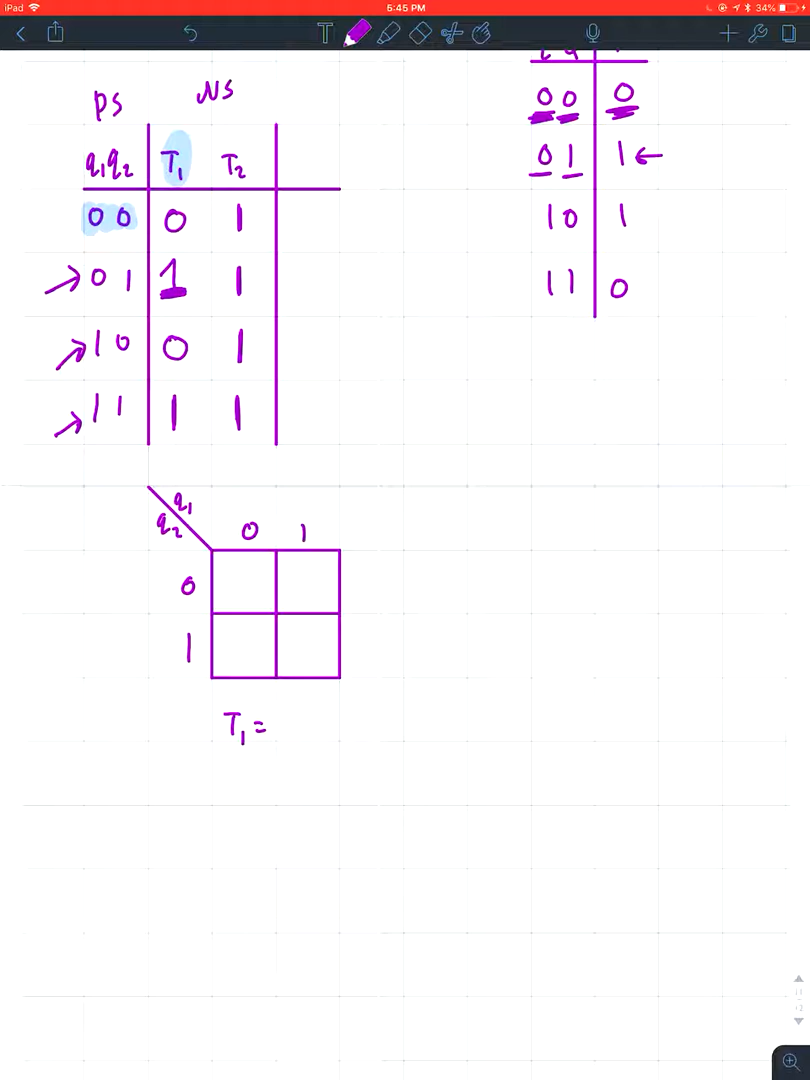 iPad 5:45 PM 34%
T
PS NS
q₁q₂ T₁ T₂
0 0 0 1
→ 0 1 1 1
→ 1 0 0 1
→ 1 1 1 1
0 0 0
0 1 1 ←
1 0 1
1 1 0
q₁
q₂
0 1
0
1
T₁ =